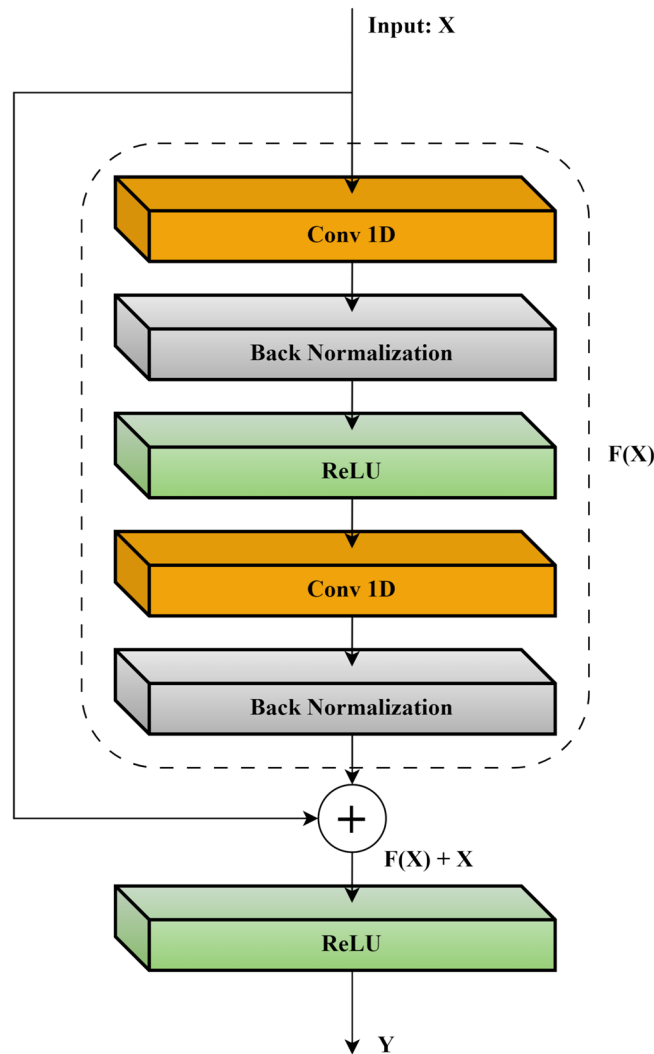 Input: X
Conv 1D
Back Normalization
ReLU
F(X)
Conv 1D
Back Normalization
+
F(X) + X
ReLU
Y